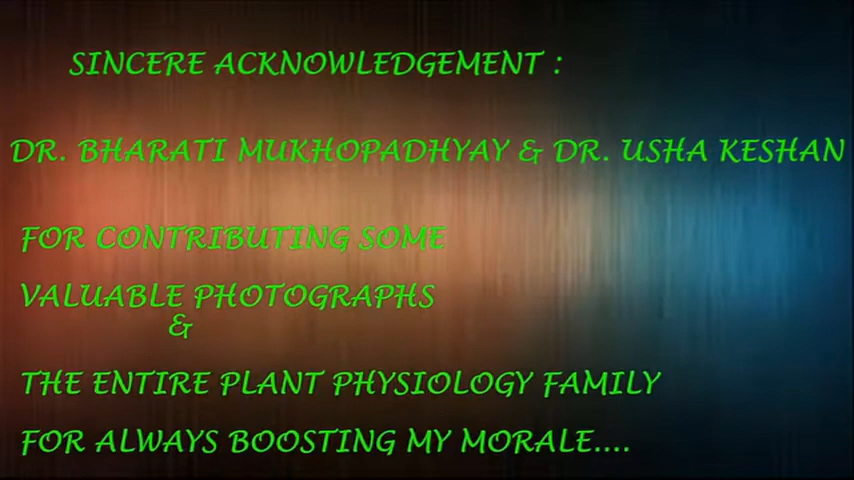 SINCERE ACKNOWLEDGEMENT :
DR. BHARATI MUKHOPADHYAY & DR. USHA KESHAN
FOR CONTRIBUTING SOME
VALUABLE PHOTOGRAPHS
&
THE ENTIRE PLANT PHYSIOLOGY FAMILY
FOR ALWAYS BOOSTING MY MORALE....